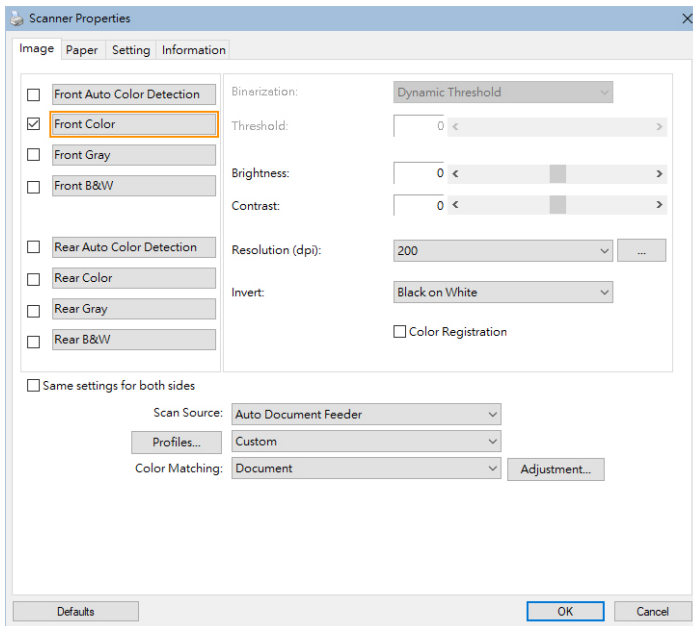 Scanner Properties
Image Paper Setting Information
Front Auto Color Detection
Front Color
Front Gray
Front B&W
Rear Auto Color Detection
Rear Color
Rear Gray
Rear B&W
Binarization: Dynamic Threshold
Threshold: 0
Brightness: 0
Contrast: 0
Resolution (dpi): 200 ...
Invert: Black on White
Color Registration
Same settings for both sides
Scan Source: Auto Document Feeder
Profiles... Custom
Color Matching: Document Adjustment...
Defaults OK Cancel